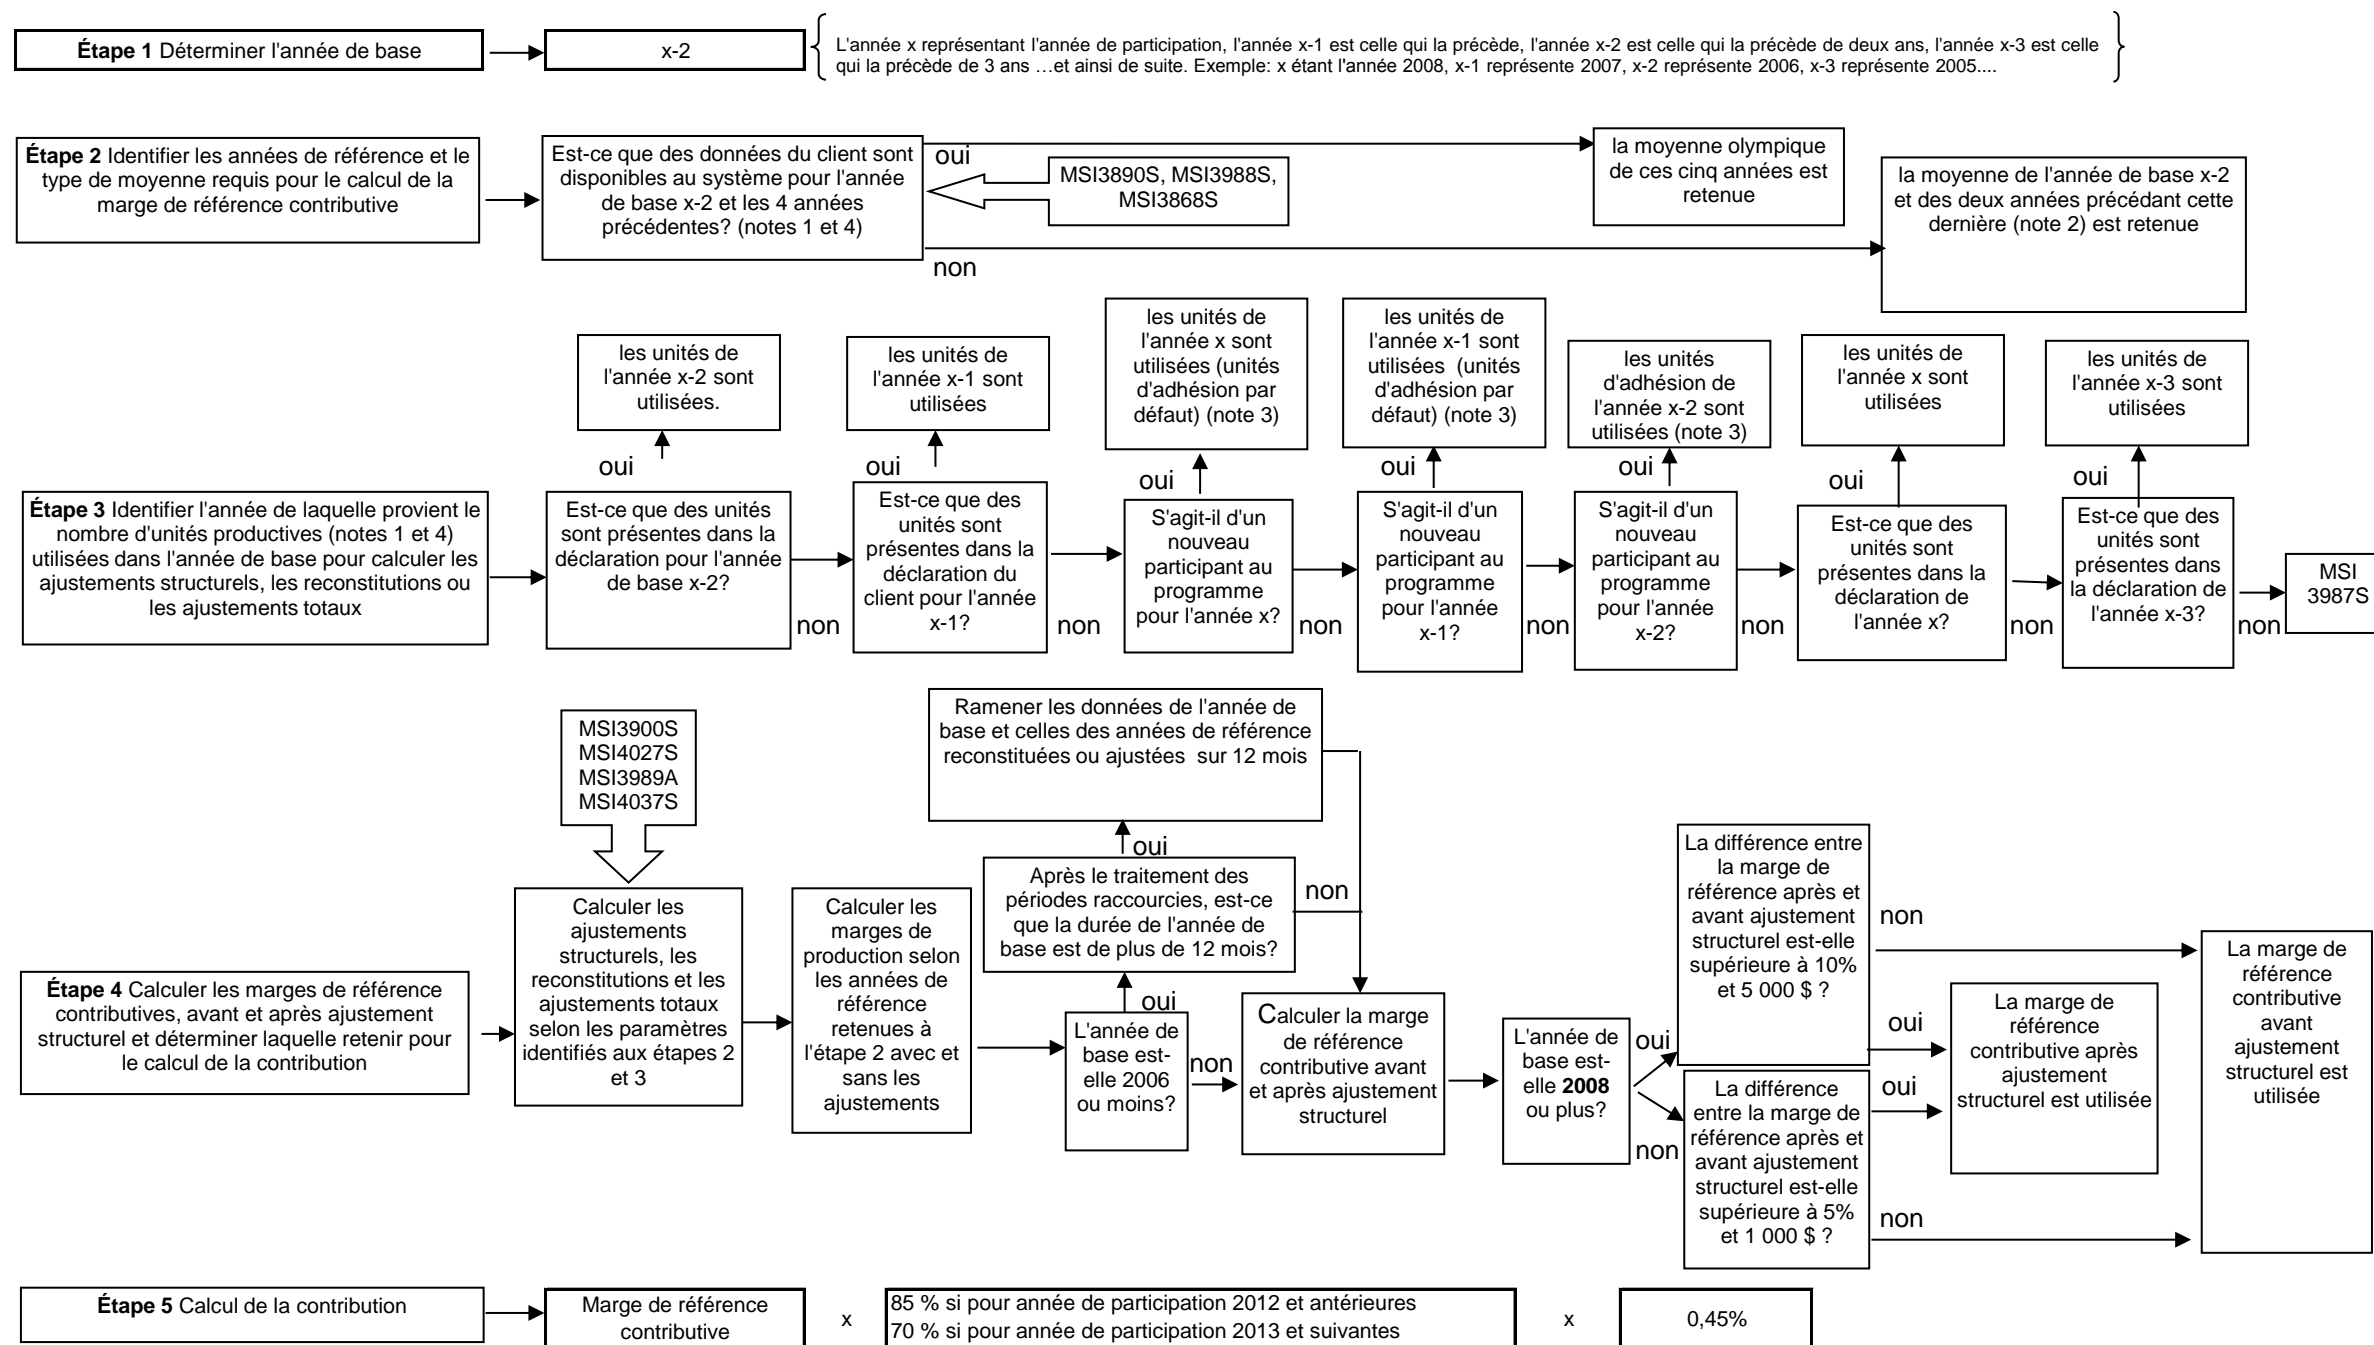 Étape 1 Déterminer l'année de base
x-2
L'année x représentant l'année de participation, l'année x-1 est celle qui la précède, l'année x-2 est celle qui la précède de deux ans, l'année x-3 est celle
qui la précède de 3 ans …et ainsi de suite. Exemple: x étant l'année 2008, x-1 représente 2007, x-2 représente 2006, x-3 représente 2005....
Étape 2 Identifier les années de référence et le
type de moyenne requis pour le calcul de la
marge de référence contributive
Est-ce que des données du client sont
disponibles au système pour l'année
de base x-2 et les 4 années
précédentes? (notes 1 et 4)
oui
non
MSI3890S, MSI3988S,
MSI3868S
la moyenne olympique
de ces cinq années est
retenue
la moyenne de l'année de base x-2
et des deux années précédant cette
dernière (note 2) est retenue
les unités de
l'année x-2 sont
utilisées.
les unités de
l'année x-1 sont
utilisées
les unités de
l'année x sont
utilisées (unités
d'adhésion par
défaut) (note 3)
les unités de
l'année x-1 sont
utilisées (unités
d'adhésion par
défaut) (note 3)
les unités
d'adhésion de
l'année x-2 sont
utilisées (note 3)
les unités de
l'année x sont
utilisées
les unités de
l'année x-3 sont
utilisées
oui
oui
oui
oui
oui
oui
oui
Étape 3 Identifier l'année de laquelle provient le
nombre d'unités productives (notes 1 et 4)
utilisées dans l'année de base pour calculer les
ajustements structurels, les reconstitutions ou
les ajustements totaux
Est-ce que des unités
sont présentes dans la
déclaration pour l'année
de base x-2?
non
Est-ce que des
unités sont
présentes dans la
déclaration du
client pour l'année
x-1?
non
S'agit-il d'un
nouveau
participant au
programme
pour l'année x?
non
S'agit-il d'un
nouveau
participant au
programme
pour l'année
x-1?
non
S'agit-il d'un
nouveau
participant au
programme
pour l'année
x-2?
non
Est-ce que des
unités sont
présentes dans la
déclaration de
l'année x?
non
Est-ce que des
unités sont
présentes dans
la déclaration de
l'année x-3?
non
MSI
3987S
MSI3900S
MSI4027S
MSI3989A
MSI4037S
Ramener les données de l'année de
base et celles des années de référence
reconstituées ou ajustées sur 12 mois
oui
Après le traitement des
périodes raccourcies, est-ce
que la durée de l'année de
base est de plus de 12 mois?
non
Étape 4 Calculer les marges de référence
contributives, avant et après ajustement
structurel et déterminer laquelle retenir pour
le calcul de la contribution
Calculer les
ajustements
structurels, les
reconstitutions et les
ajustements totaux
selon les paramètres
identifiés aux étapes 2
et 3
Calculer les
marges de
production selon
les années de
référence
retenues à
l'étape 2 avec et
sans les
ajustements
oui
L'année de
base est-
elle 2006
ou moins?
non
Calculer la marge
de référence
contributive avant
et après ajustement
structurel
L'année de
base est-
elle 2008
ou plus?
oui
non
La différence entre
la marge de
référence après et
avant ajustement
structurel est-elle
supérieure à 10%
et 5 000 $ ?
non
oui
La différence
entre la marge de
référence après et
avant ajustement
structurel est-elle
supérieure à 5%
et 1 000 $ ?
oui
non
La marge de
référence
contributive après
ajustement
structurel est utilisée
La marge de
référence
contributive
avant
ajustement
structurel est
utilisée
Étape 5 Calcul de la contribution
Marge de référence
contributive
x
85 % si pour année de participation 2012 et antérieures
70 % si pour année de participation 2013 et suivantes
x
0,45%